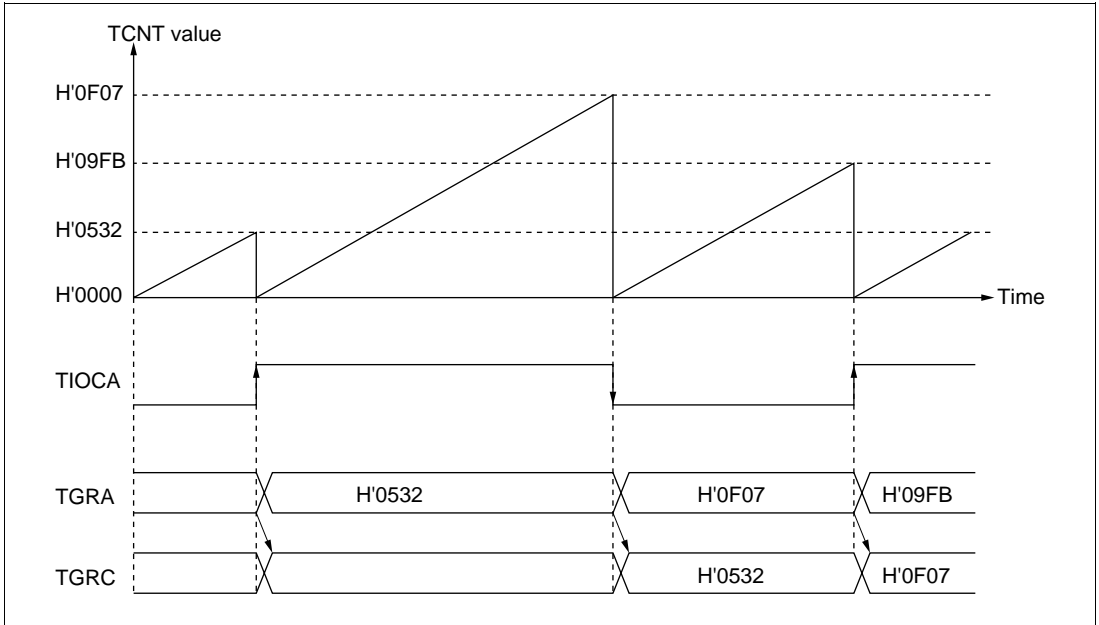 TCNT value
H'0F07
H'09FB
H'0532
H'0000
Time
TIOCA
TGRA
H'0532
H'0F07
H'09FB
TGRC
H'0532
H'0F07